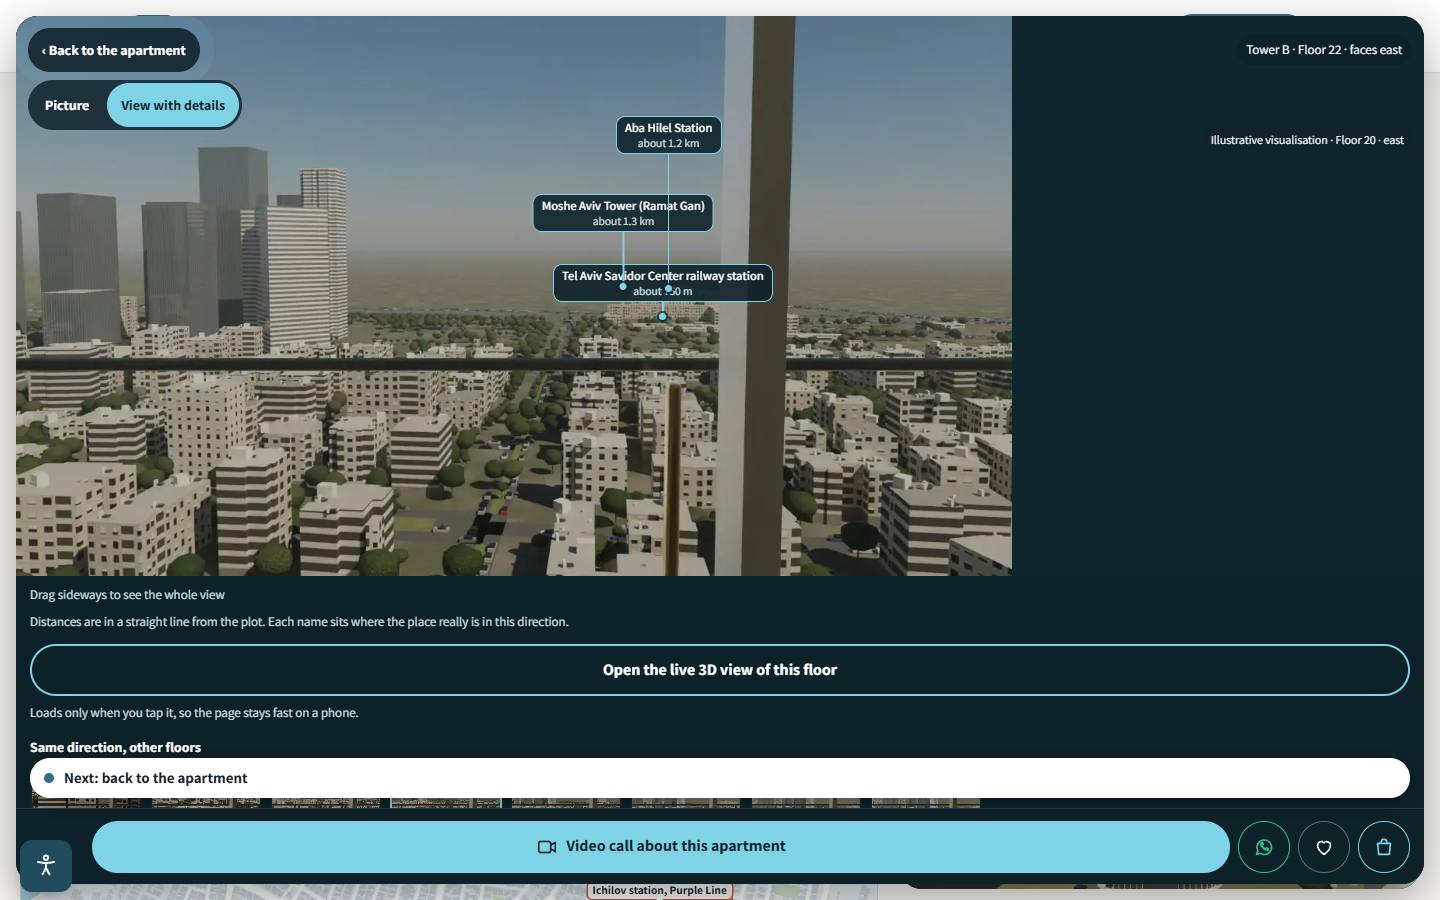 ‹ Back to the apartment
Tower B · Floor 22 · faces east
Picture
View with details
Aba Hilel Station
about 1.2 km
Illustrative visualisation · Floor 20 · east
Moshe Aviv Tower (Ramat Gan)
about 1.3 km
Tel Aviv Savidor Center railway station
about
m
Drag sideways to see the whole view
Distances are in a straight line from the plot. Each name sits where the place really is in this direction.
Open the live 3D view of this floor
Loads only when you tap it, so the page stays fast on a phone.
Same direction, other floors
Next: back to the apartment
Video call about this apartment
Ichilov station, Purple Line